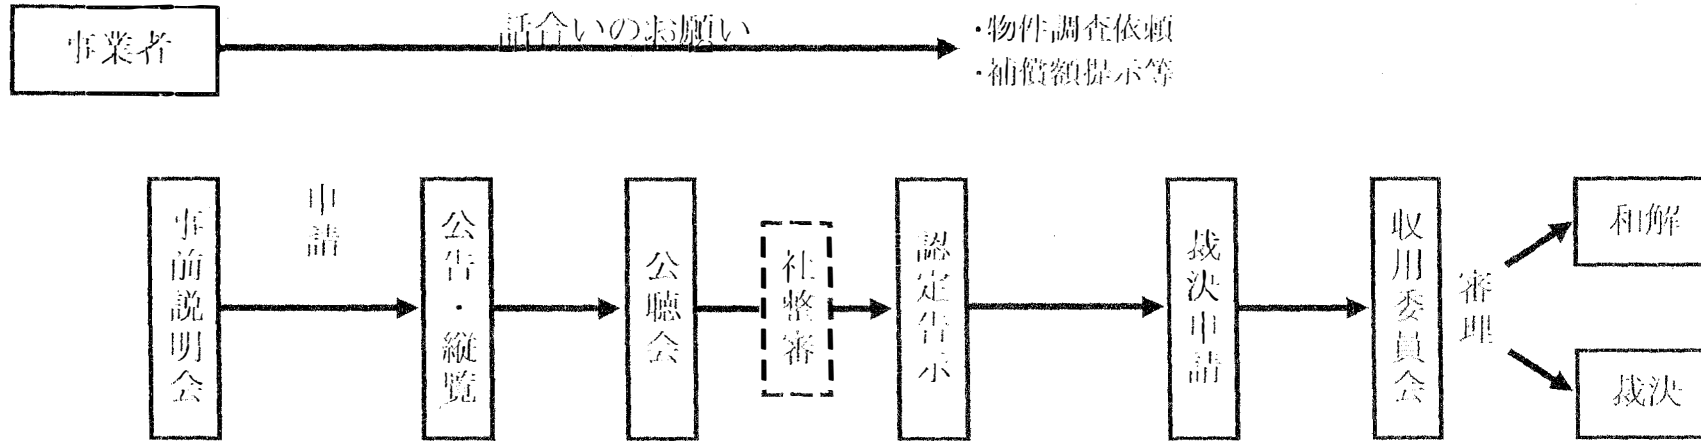 事業者
話合いのお願い
・物件調査依頼
・補償額提示等
事前説明会
申請
公告・縦覧
公聴会
社整審
認定告示
裁決申請
収用委員会
審理
和解
裁決